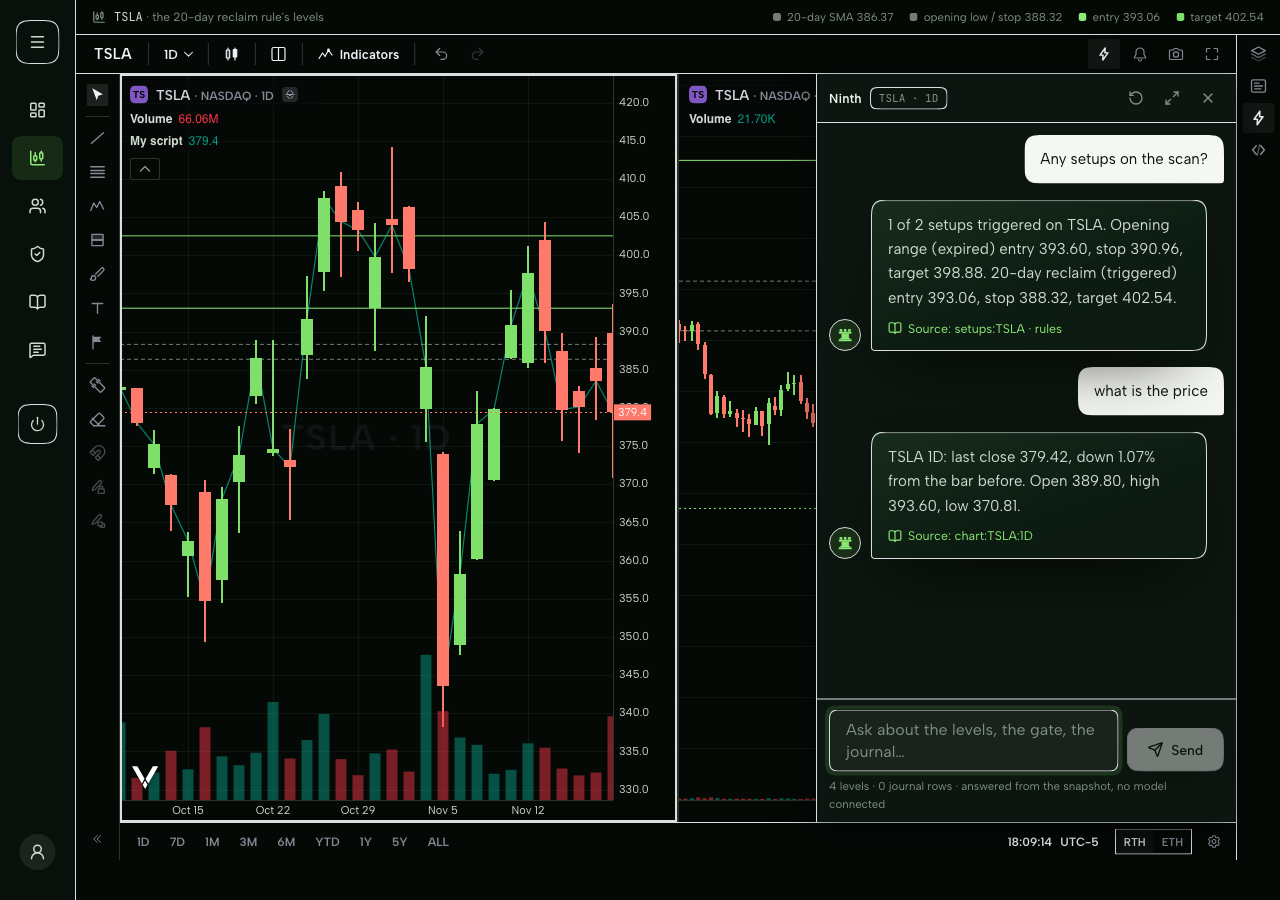 TSLA · the 20-day reclaim rule's levels
20-day SMA 386.37
opening low / stop 388.32
entry 393.06
target 402.54
TSLA
1D
Indicators
TS TSLA · NASDAQ · 1D
Volume 66.06M
My script 379.4
TS TSLA · NASDAQ ·
Volume 21.70K
TSLA · 1D
420.0
415.0
410.0
405.0
400.0
395.0
390.0
385.0
379.4
375.0
370.0
365.0
360.0
355.0
350.0
345.0
340.0
335.0
330.0
Oct 15
Oct 22
Oct 29
Nov 5
Nov 12
Ninth
TSLA · 1D
Any setups on the scan?
1 of 2 setups triggered on TSLA. Opening
range (expired) entry 393.60, stop 390.96,
target 398.88. 20-day reclaim (triggered)
entry 393.06, stop 388.32, target 402.54.
Source: setups:TSLA · rules
what is the price
TSLA 1D: last close 379.42, down 1.07%
from the bar before. Open 389.80, high
393.60, low 370.81.
Source: chart:TSLA:1D
Ask about the levels, the gate, the
journal…
Send
4 levels · 0 journal rows · answered from the snapshot, no model
connected
1D
7D
1M
3M
6M
YTD
1Y
5Y
ALL
18:09:14 UTC-5
RTH
ETH